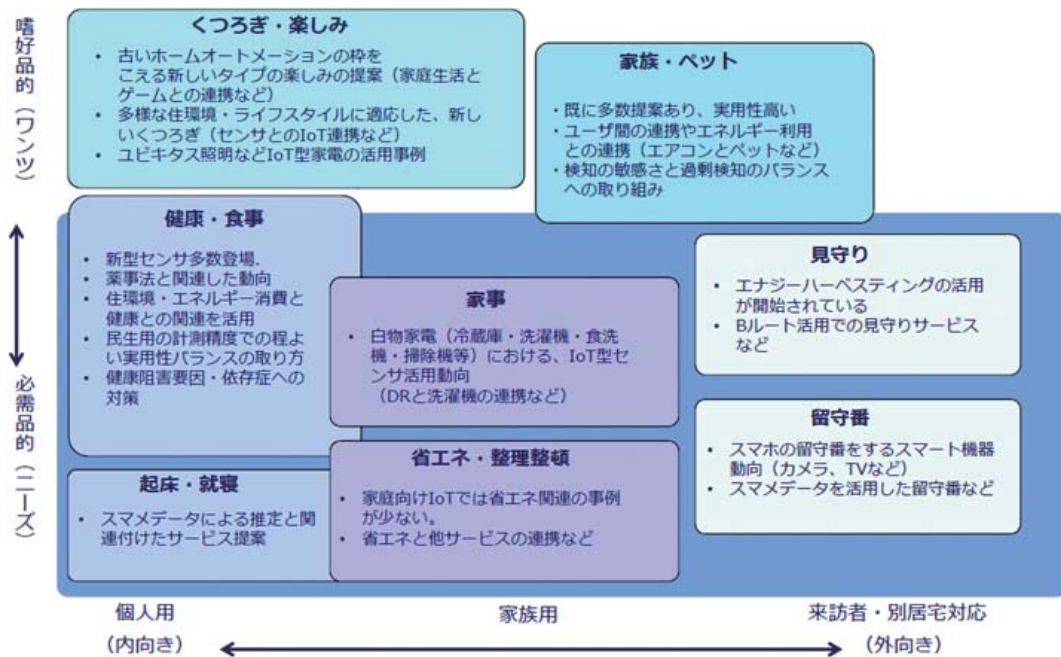 嗜好品的（ワンツ）
くつろぎ・楽しみ
• 古いホームオートメーションの枠を
こえる新しいタイプの楽しみの提案（家庭生活と
ゲームとの連携など）
• 多様な住環境・ライフスタイルに適応した、新し
いくつろぎ（センサとのIoT連携など）
• ユビキタス照明などIoT型家電の活用事例
家族・ペット
・既に多数提案あり、実用性高い
・ユーザ間の連携やエネルギー利用
との連携（エアコンとペットなど）
・検知の敏感さと過剰検知のバランス
への取り組み
健康・食事
• 新型センサ多数登場.
• 薬事法と関連した動向
• 住環境・エネルギー消費と
健康との関連を活用
• 民生用の計測精度での程よ
い実用性バランスの取り方
• 健康阻害要因・依存症への
対策
家事
• 白物家電（冷蔵庫・洗濯機・食洗
機・掃除機等）における、IoT型セ
ンサ活用動向
（DRと洗濯機の連携など）
見守り
• エナジーハーベスティングの活用
が開始されている
• Bルート活用での見守りサービス
など
必需品的（ニーズ）
起床・就寝
• スマメデータによる推定と関
連付けたサービス提案
省エネ・整理整頓
• 家庭向けIoTでは省エネ関連の事例
が少ない。
• 省エネと他サービスの連携など
留守番
• スマホの留守番をするスマート機器
動向（カメラ、TVなど）
• スマメデータを活用した留守番など
個人用
（内向き）
家族用
来訪者・別居宅対応
（外向き）